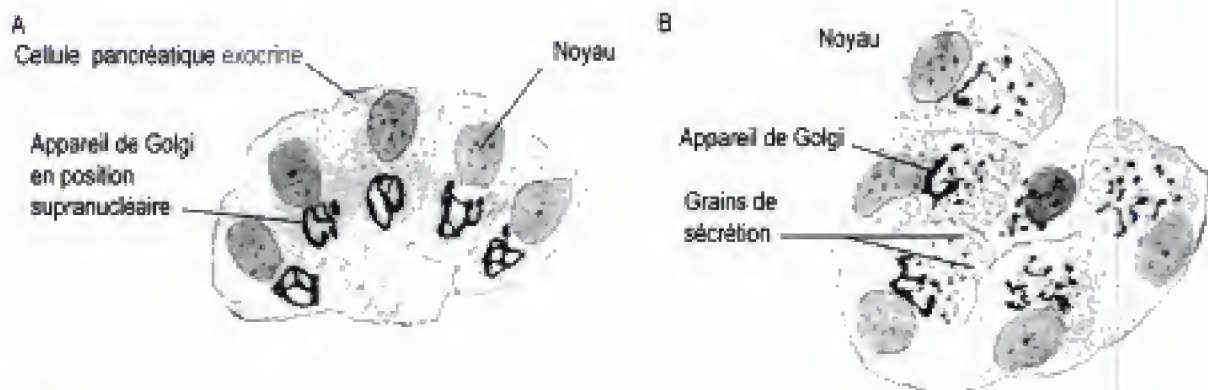 A
Cellule pancréatique exocrine
Noyau
Appareil de Golgi
en position
supranucléaire
B
Noyau
Appareil de Golgi
Grains de
sécrétion